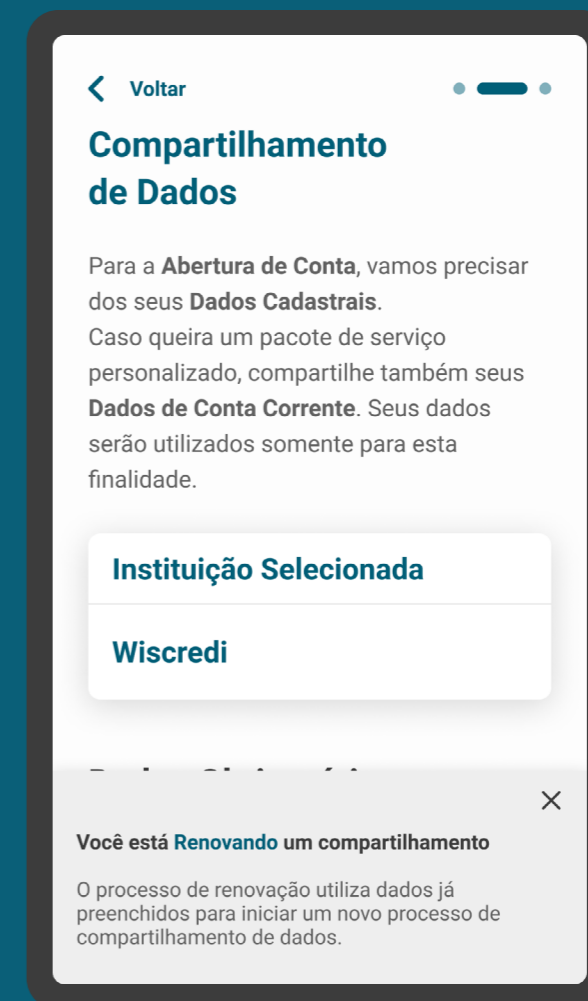 Voltar
Compartilhamento
de Dados
Para a Abertura de Conta, vamos precisar
dos seus Dados Cadastrais.
Caso queira um pacote de serviço
personalizado, compartilhe também seus
Dados de Conta Corrente. Seus dados
serão utilizados somente para esta
finalidade.
Instituição Selecionada
Wiscredi
Você está Renovando um compartilhamento
O processo de renovação utiliza dados já
preenchidos para iniciar um novo processo de
compartilhamento de dados.